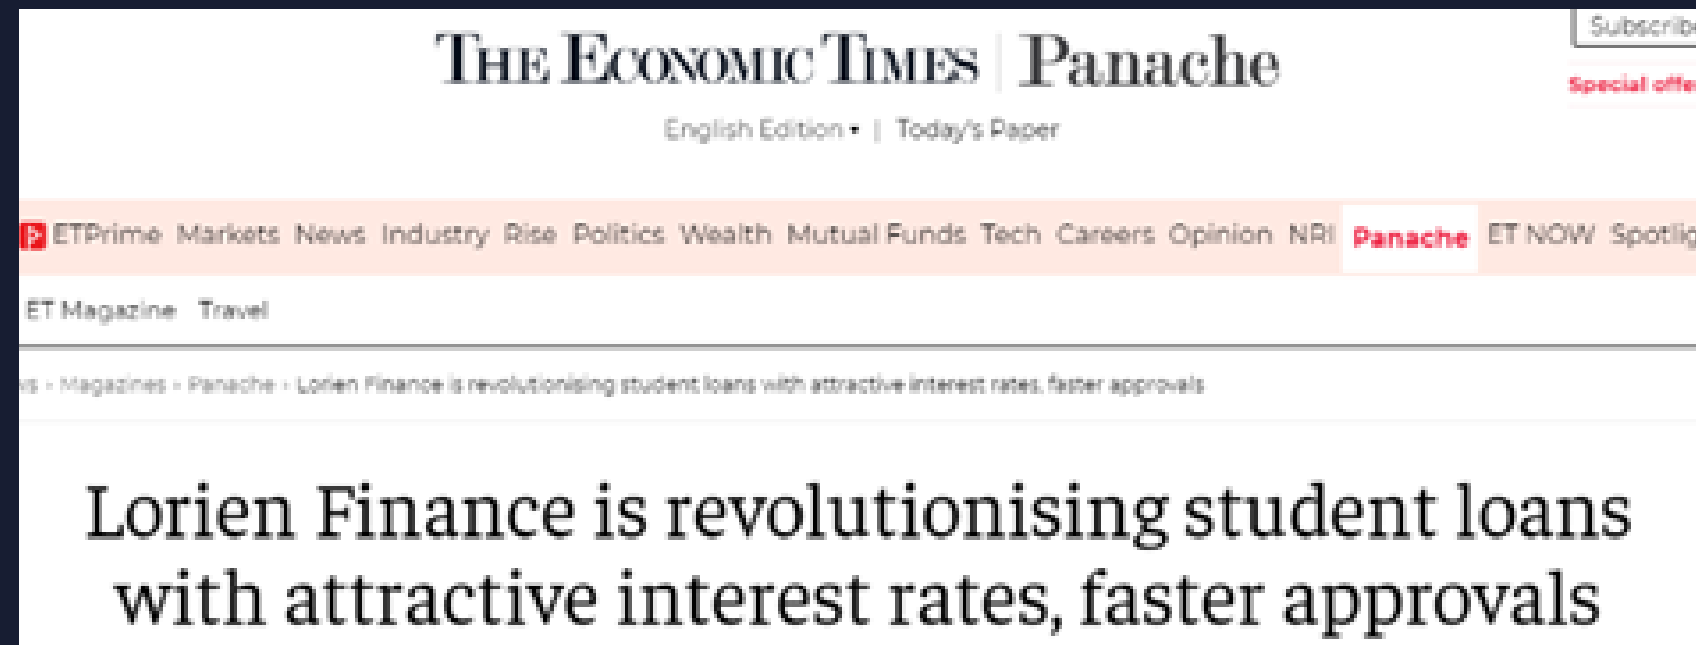 THE ECONOMIC TIMES | Panache
Subscribe
Special offe
English Edition ▾ | Today's Paper
ETPrime Markets News Industry Rise Politics Wealth Mutual Funds Tech Careers Opinion NRI Panache ET NOW Spotlig
ET Magazine Travel
ws › Magazines › Panache › Lorien Finance is revolutionising student loans with attractive interest rates, faster approvals
Lorien Finance is revolutionising student loans
with attractive interest rates, faster approvals